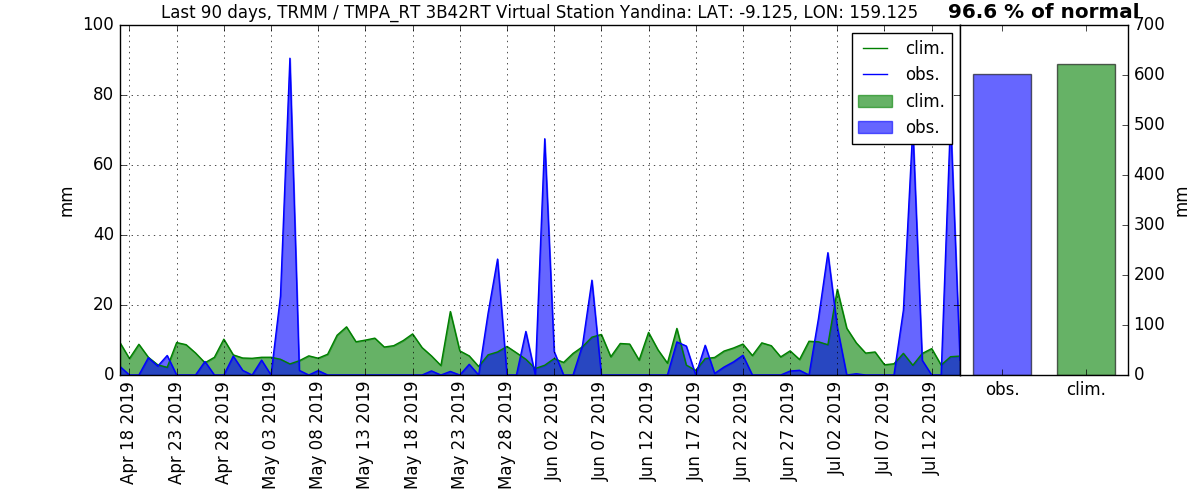 Last 90 days, TRMM / TMPA_RT 3B42RT Virtual Station Yandina: LAT: -9.125, LON: 159.125
96.6 % of normal
100
80
60
40
20
0
mm
clim.
obs.
clim.
obs.
700
600
500
400
300
200
100
0
mm
Apr 18 2019
Apr 23 2019
Apr 28 2019
May 03 2019
May 08 2019
May 13 2019
May 18 2019
May 23 2019
May 28 2019
Jun 02 2019
Jun 07 2019
Jun 12 2019
Jun 17 2019
Jun 22 2019
Jun 27 2019
Jul 02 2019
Jul 07 2019
Jul 12 2019
obs.
clim.